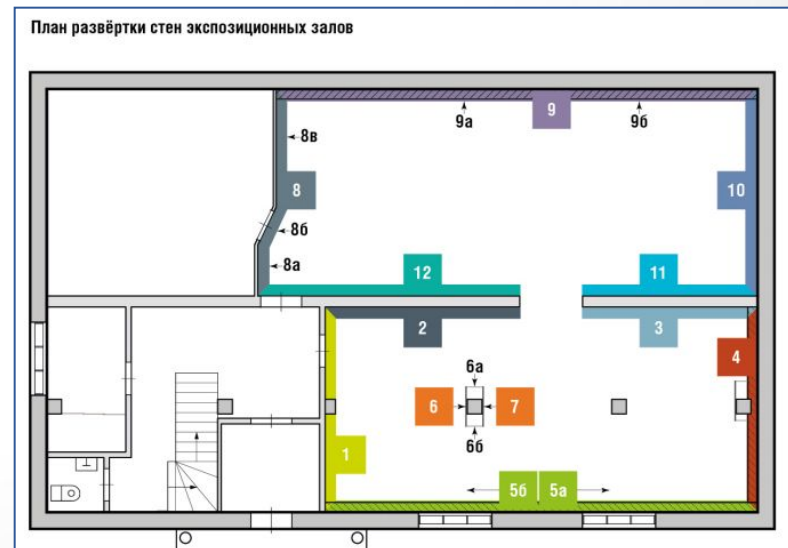 План развёртки стен экспозиционных залов
9
9а
9б
8в
8
10
8б
8а
12
11
2
3
4
6а
6
7
6б
1
5б
5а